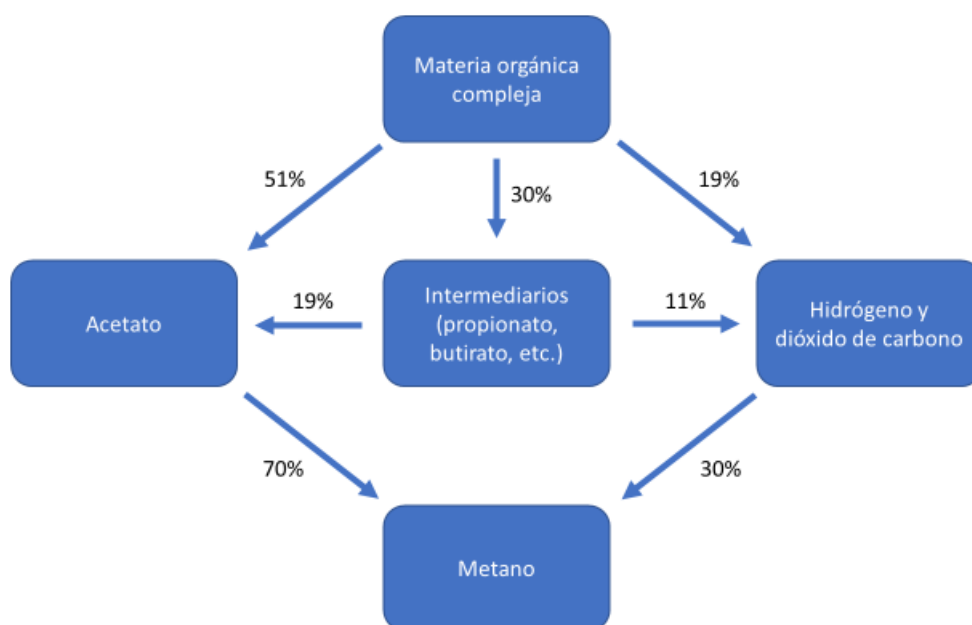 Materia orgánica
compleja
51%
30%
19%
Acetato
19%
Intermediarios
(propionato,
butirato, etc.)
11%
Hidrógeno y
dióxido de carbono
70%
30%
Metano